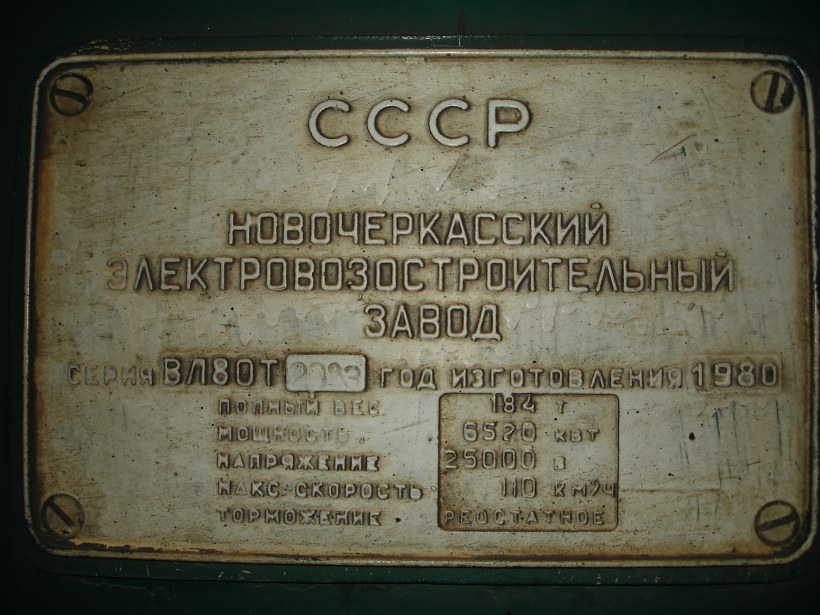 СССР
НОВОЧЕРКАССКИЙ
ЭЛЕКТРОВОЗОСТРОИТЕЛЬНЫЙ
ЗАВОД
СЕРИЯ ВЛ80Т ГОД ИЗГОТОВЛЕНИЯ 1980
ПОЛНЫЙ ВЕС 184 Т
МОЩНОСТЬ 6520 КВТ
НАПРЯЖЕНИЕ 25000 В
МАКС-СКОРОСТЬ 110 КМ/Ч
ТОРМОЖЕНИЕ РЕОСТАТНОЕ